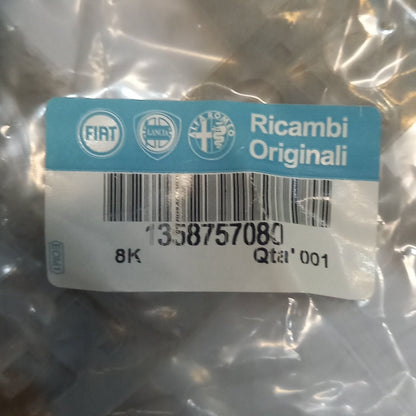 FIAT
LANCIA
ALFA ROMEO
Ricambi
Originali
1358757080
8K Qta' 001